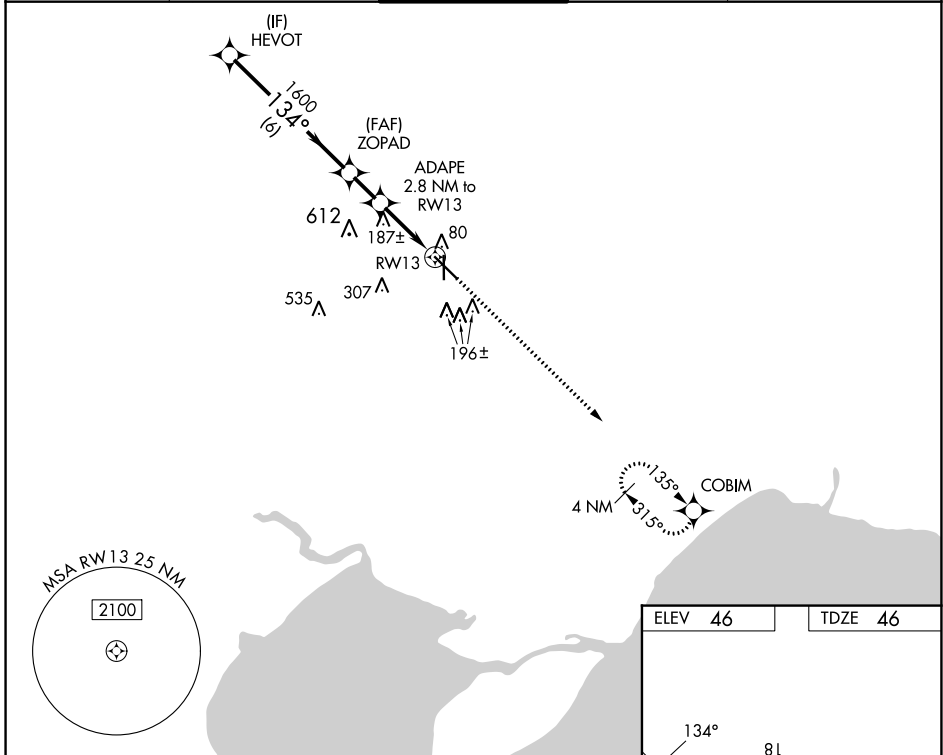 (IF)
HEVOT
1600
134°
(6)
(FAF)
ZOPAD
ADAPE
2.8 NM to
RW13
612
187±
80
RW13
307
535
196±
135°
COBIM
4 NM
315°
MSA RW13 25 NM
2100
ELEV 46
TDZE 46
134°
8L